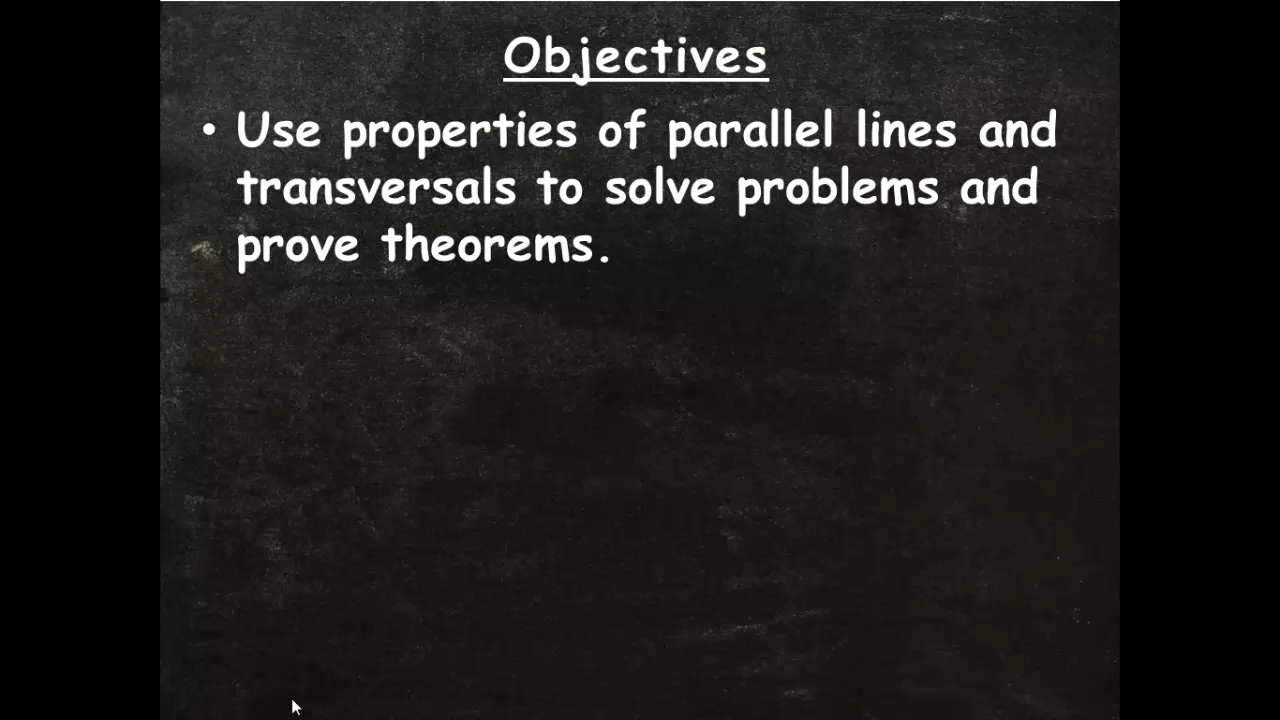 Objectives
• Use properties of parallel lines and
transversals to solve problems and
prove theorems.